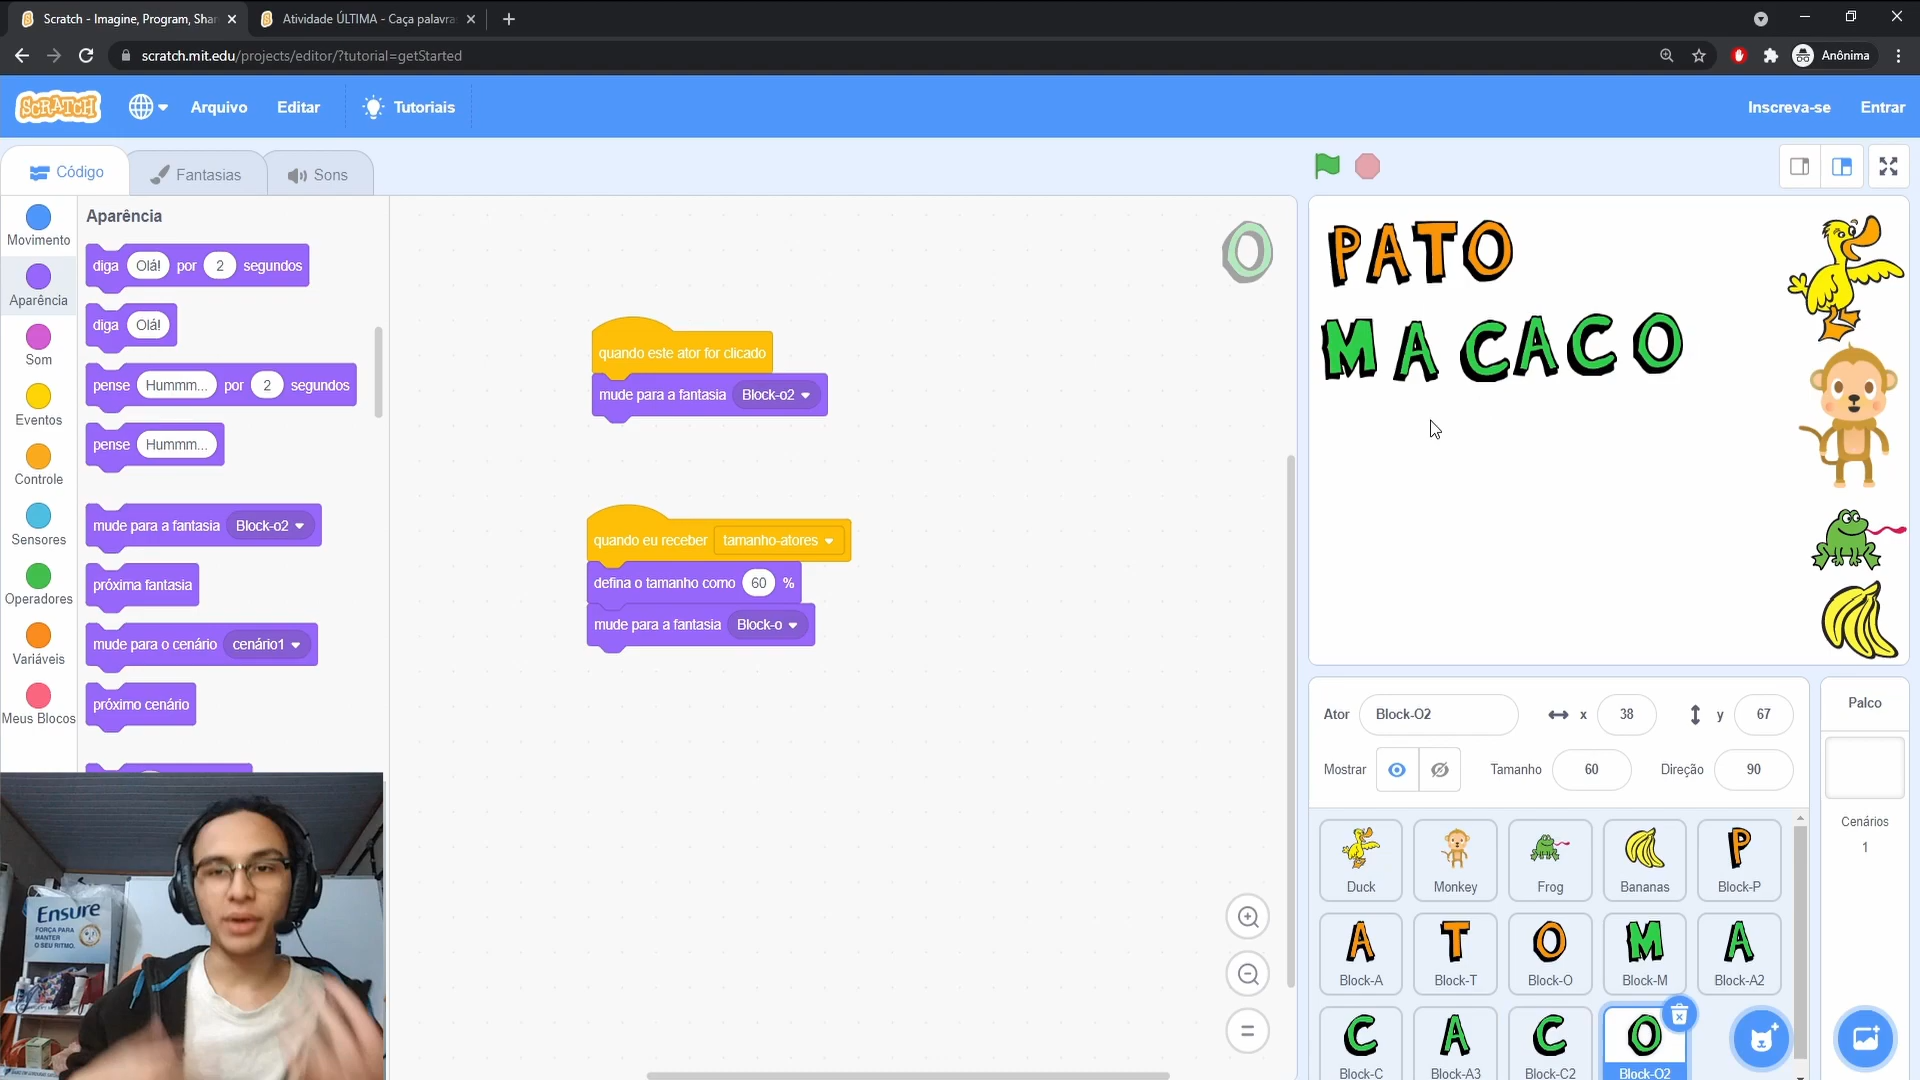 Scratch - Imagine, Program, Shar
Atividade ÚLTIMA - Caça palavra
scratch.mit.edu/projects/editor/?tutorial=getStarted
Anônima
SCRATCH
Arquivo
Editar
Tutoriais
Inscreva-se
Entrar
Código
Fantasias
Sons
Movimento
Aparência
Som
Eventos
Controle
Sensores
Operadores
Variáveis
Meus Blocos
Aparência
diga Olá! por 2 segundos
diga Olá!
pense Hummm... por 2 segundos
pense Hummm...
mude para a fantasia Block-o2
próxima fantasia
mude para o cenário cenário1
próximo cenário
quando este ator for clicado
mude para a fantasia Block-o2
quando eu receber tamanho-atores
defina o tamanho como 60 %
mude para a fantasia Block-o
O
PATO
MACACO
Ator Block-O2 x 38 y 67
Mostrar Tamanho 60 Direção 90
Palco
Cenários
1
Duck
Monkey
Frog
Bananas
P
Block-P
A
Block-A
T
Block-T
O
Block-O
M
Block-M
A
Block-A2
C
Block-C
A
Block-A3
C
Block-C2
O
Block-O2
Ensure
FORÇA PARA
MANTER
O SEU RITMO.